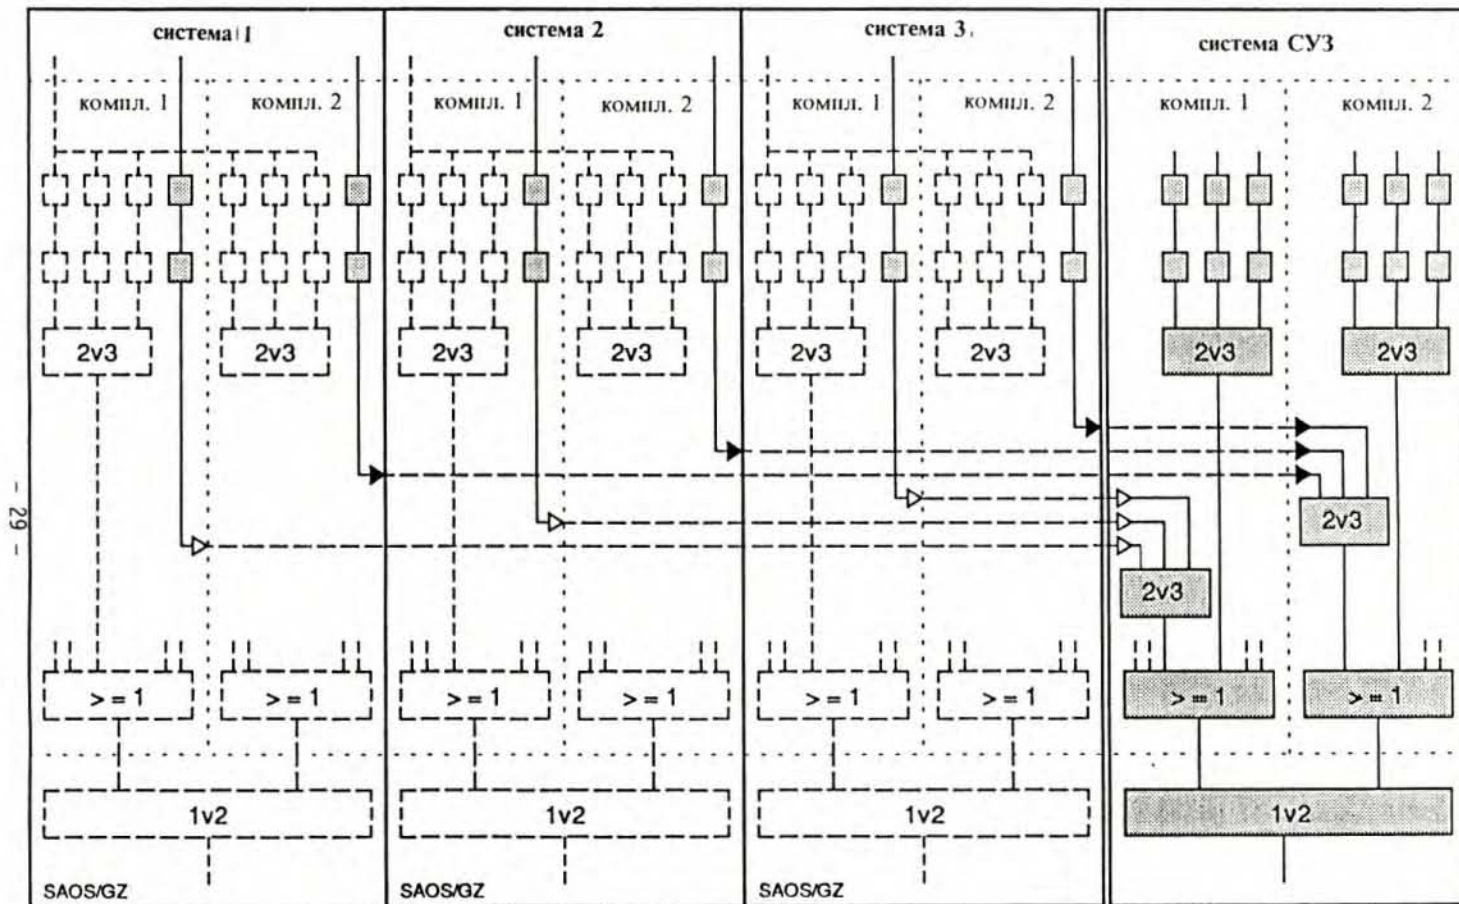 система 1
система 2
система 3
система СУЗ
компл. 1
компл. 2
компл. 1
компл. 2
компл. 1
компл. 2
компл. 1
компл. 2
2v3
2v3
2v3
2v3
2v3
2v3
2v3
2v3
- 29 -
2v3
2v3
> = 1
> = 1
> = 1
> = 1
> = 1
> = 1
> = 1
> = 1
1v2
1v2
1v2
1v2
SAOS/GZ
SAOS/GZ
SAOS/GZ